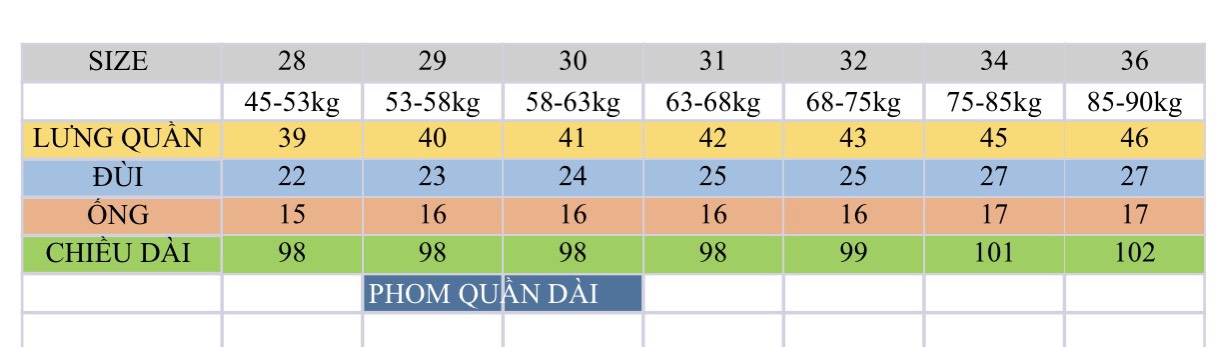 SIZE 28 29 30 31 32 34 36
45-53kg 53-58kg 58-63kg 63-68kg 68-75kg 75-85kg 85-90kg
LƯNG QUẦN 39 40 41 42 43 45 46
ĐÙI 22 23 24 25 25 27 27
ỐNG 15 16 16 16 16 17 17
CHIỀU DÀI 98 98 98 98 99 101 102
PHOM QUẦN DÀI